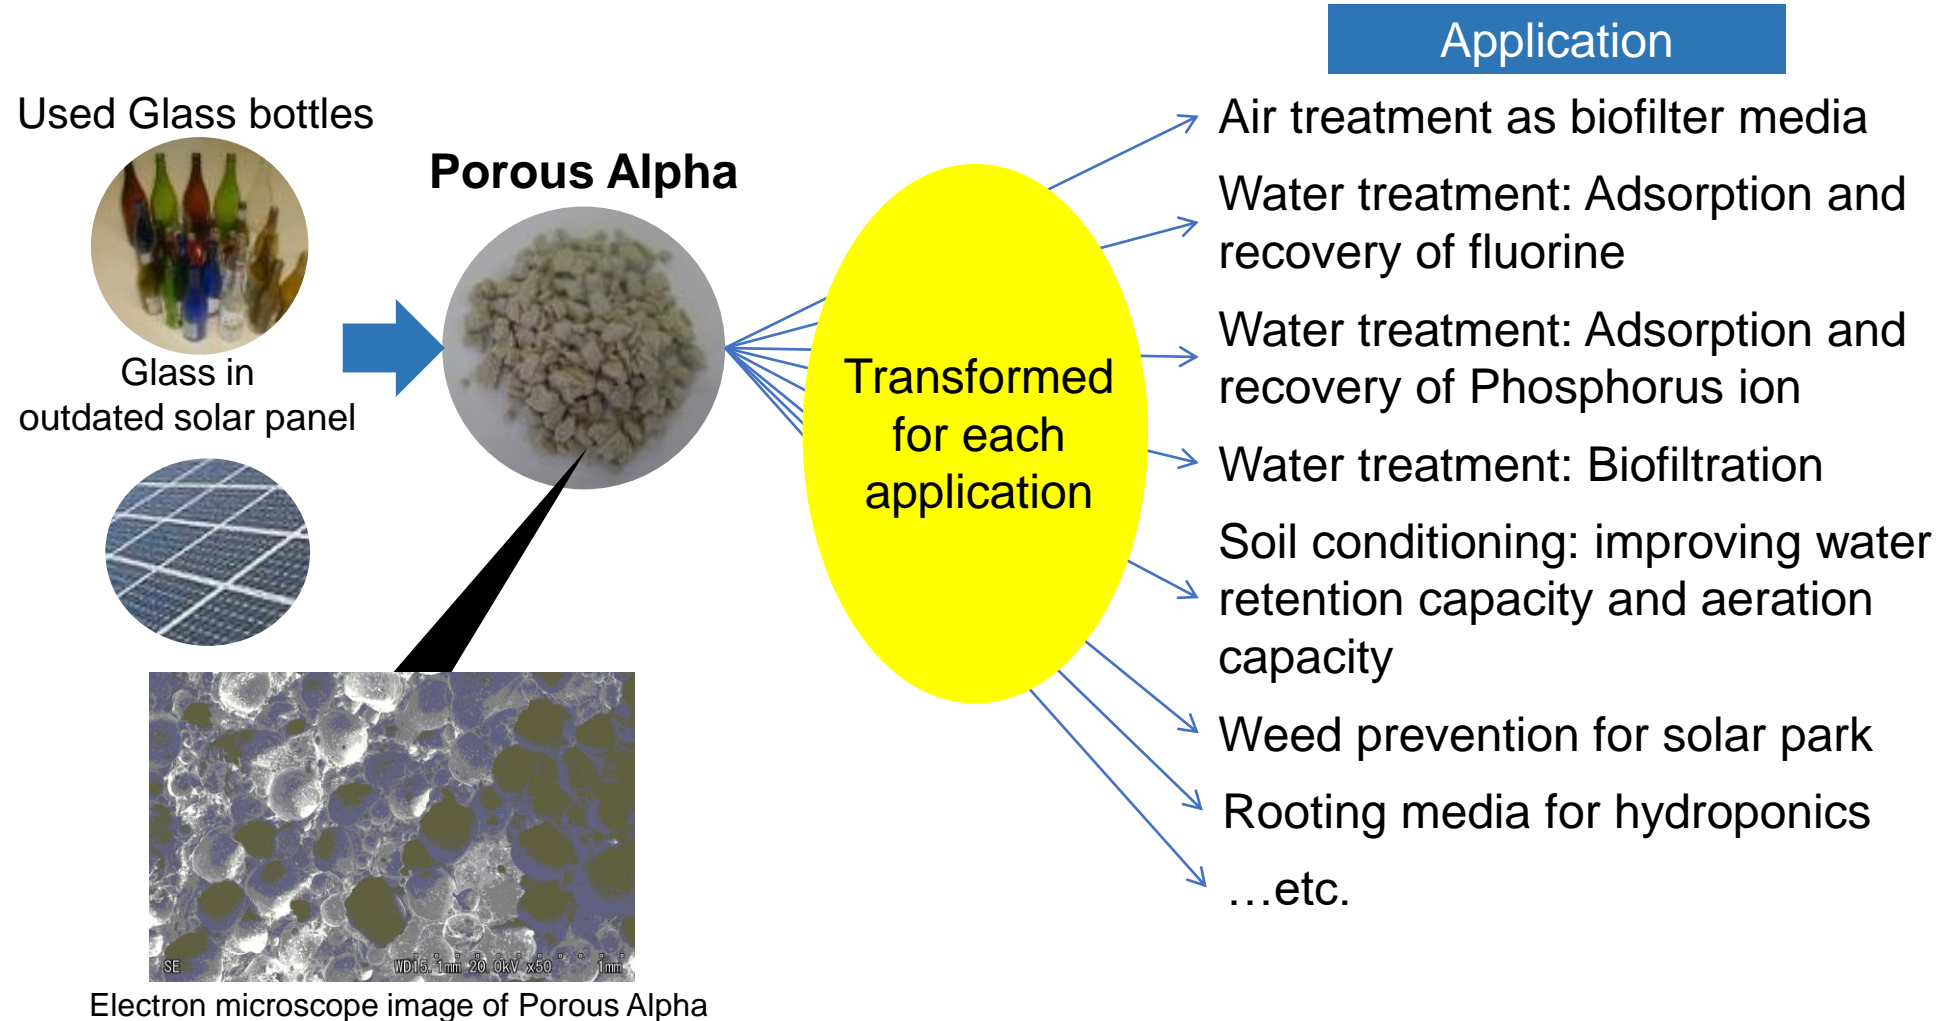 Application
Used Glass bottles
Porous Alpha
Glass in
outdated solar panel
Transformed
for each
application
Air treatment as biofilter media
Water treatment: Adsorption and
recovery of fluorine
Water treatment: Adsorption and
recovery of Phosphorus ion
Water treatment: Biofiltration
Soil conditioning: improving water
retention capacity and aeration
capacity
Weed prevention for solar park
Rooting media for hydroponics
…etc.
SE WD15.1mm 20.0kV x50 1mm
Electron microscope image of Porous Alpha